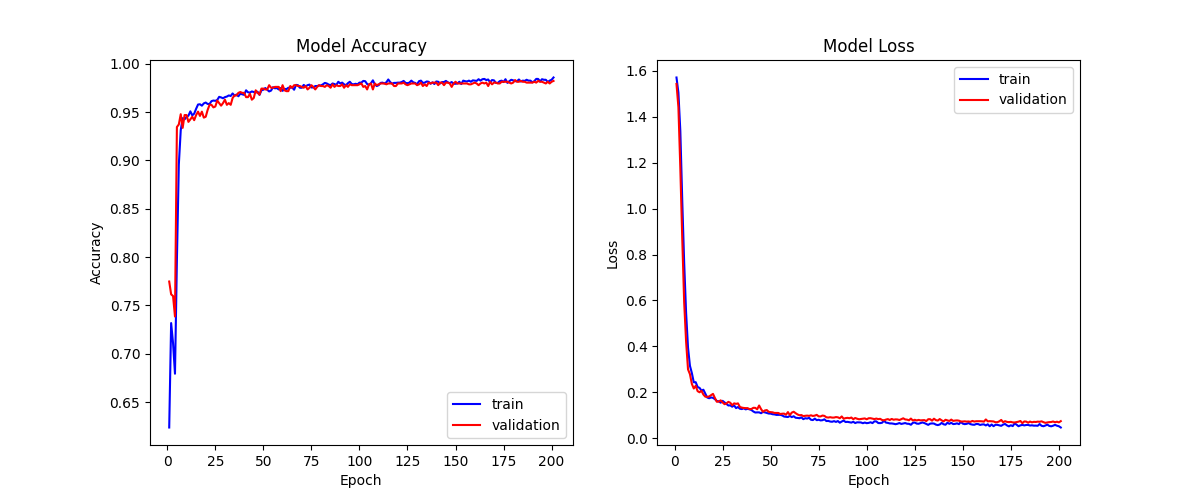 Model Accuracy
1.00
0.95
0.90
0.85
0.80
0.75
0.70
0.65
Accuracy
0 25 50 75 100 125 150 175 200
Epoch
train
validation
Model Loss
1.6
1.4
1.2
1.0
0.8
0.6
0.4
0.2
0.0
Loss
0 25 50 75 100 125 150 175 200
Epoch
train
validation